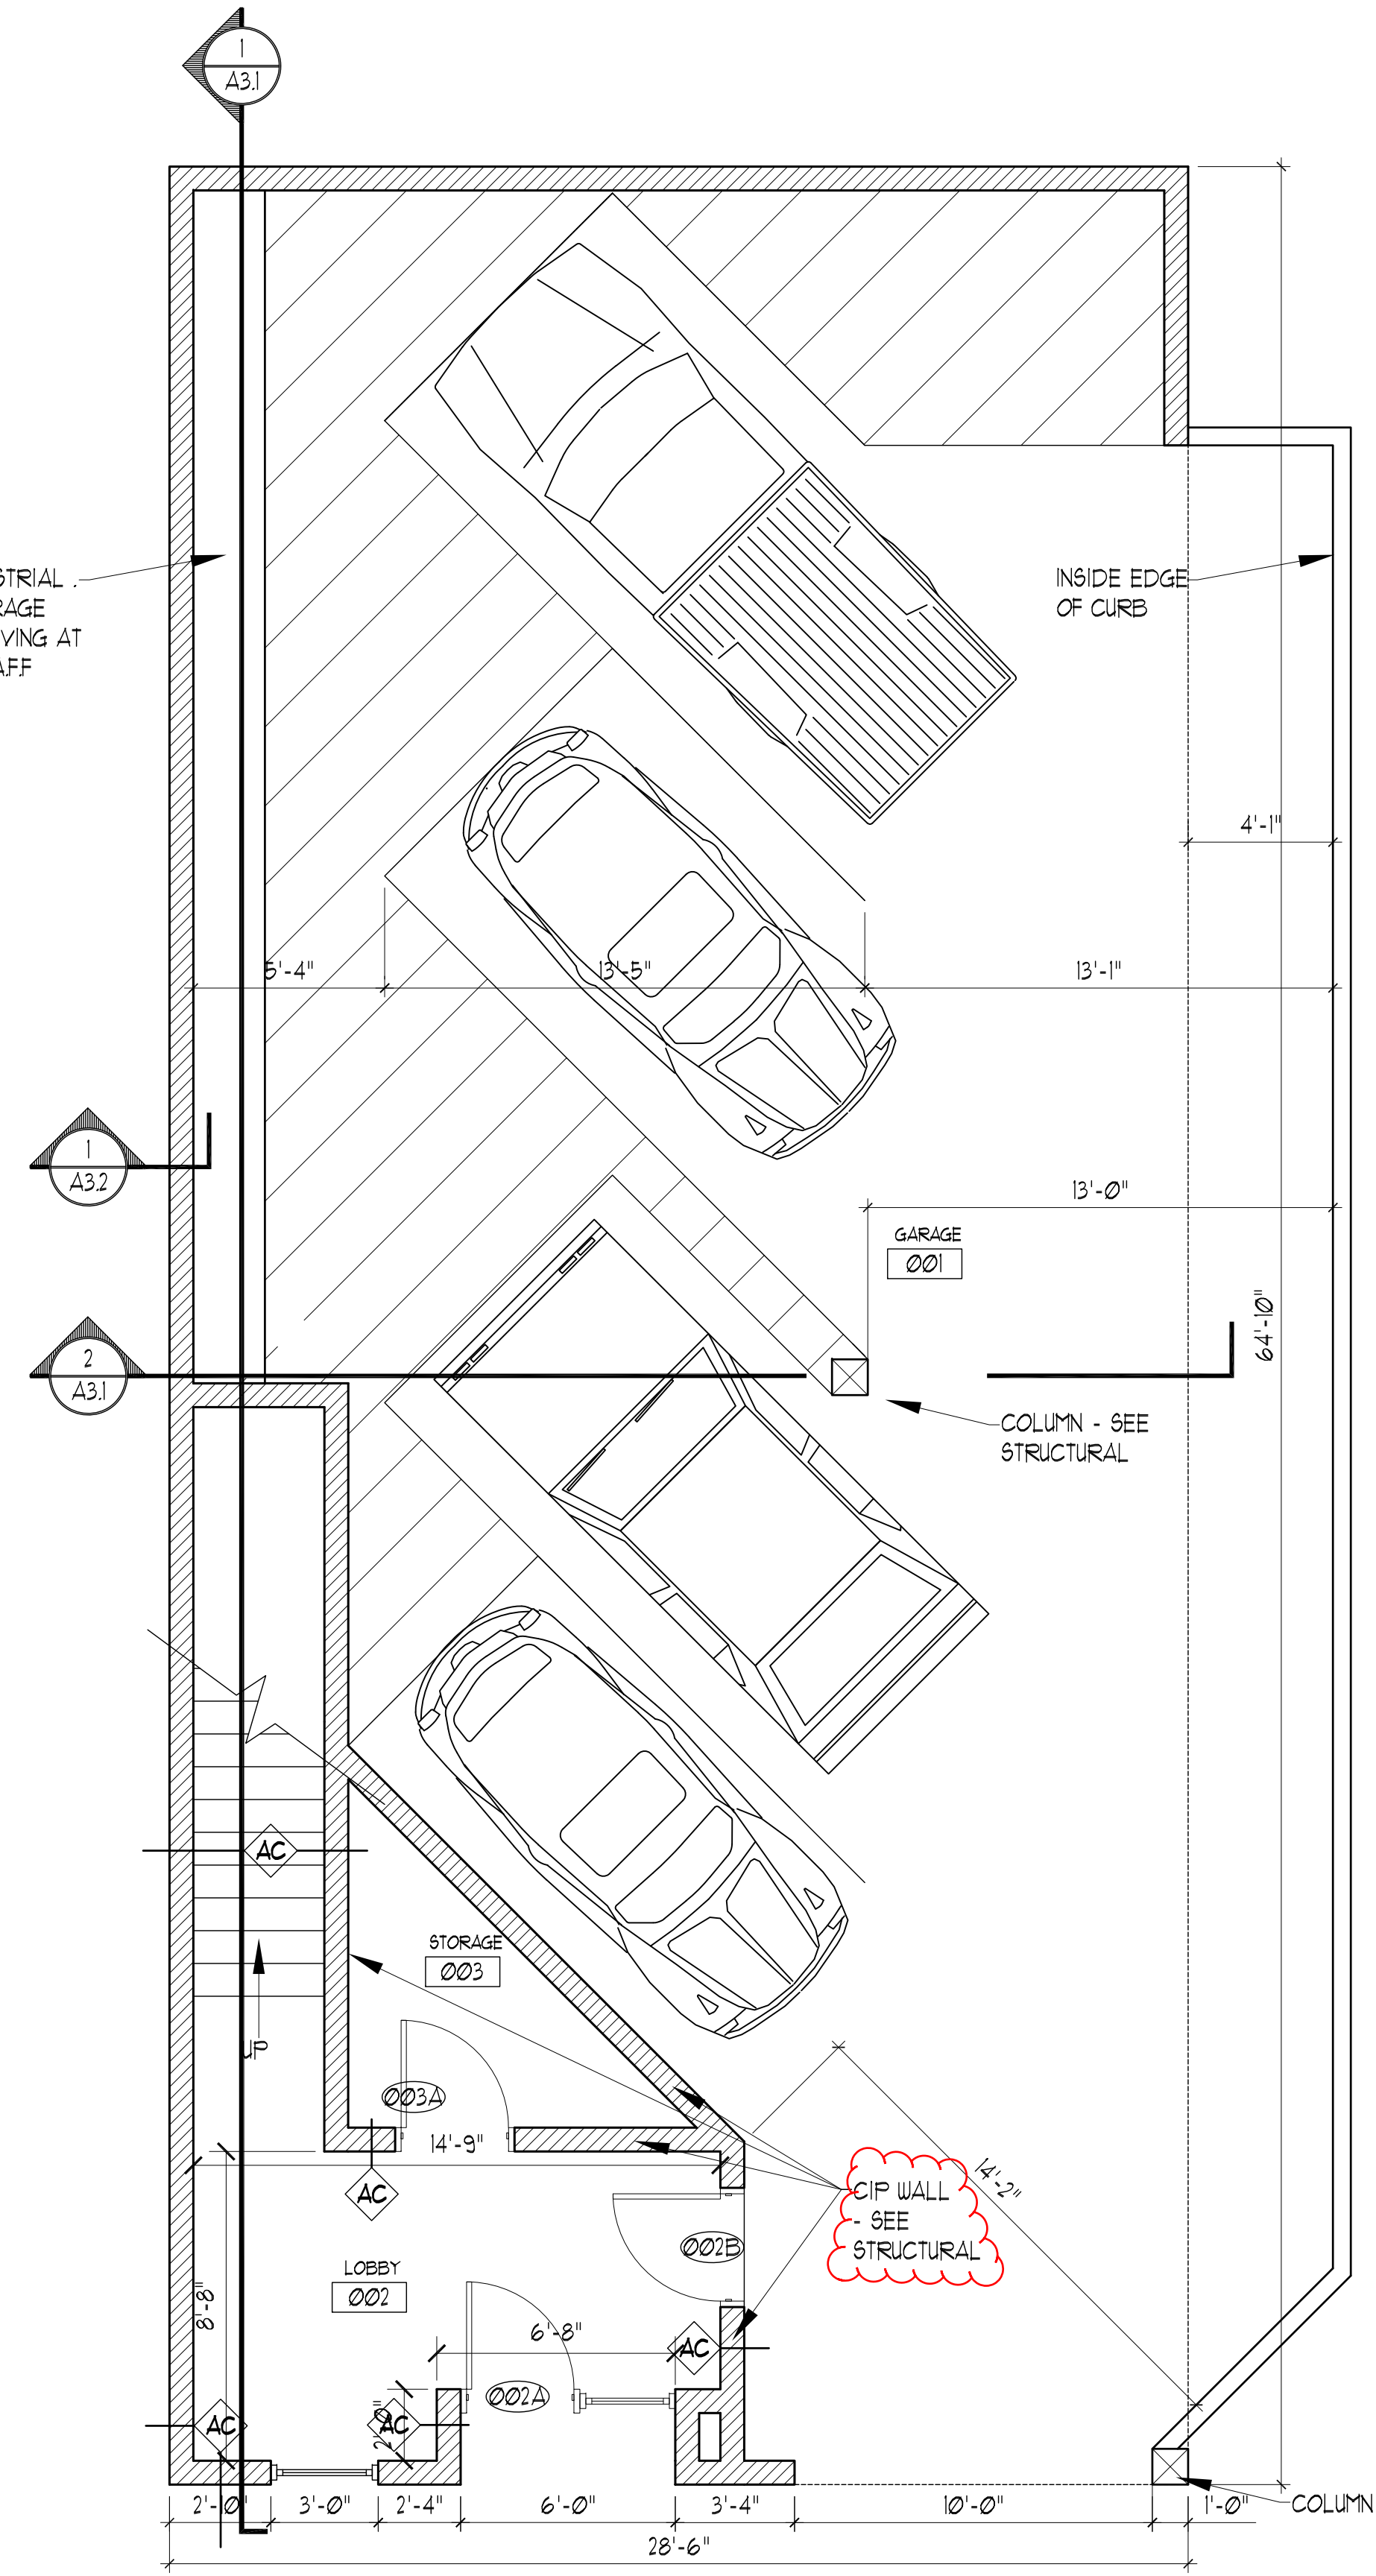 1
A3.1
STRIAL .
RAGE
VING AT
A.F.F
INSIDE EDGE
OF CURB
4'-1"
5'-4"
13'-5"
13'-1"
1
A3.2
13'-0"
GARAGE
001
64'-10"
2
A3.1
COLUMN - SEE
STRUCTURAL
AC
STORAGE
003
UP
003A
14'-9"
14'-2"
AC
CIP WALL
- SEE
STRUCTURAL
002B
LOBBY
002
8'-8"
6'-8"
AC
002A
2'-0"
AC
AC
2'-10"
3'-0"
2'-4"
6'-0"
3'-4"
10'-0"
1'-0"
COLUMN
28'-6"